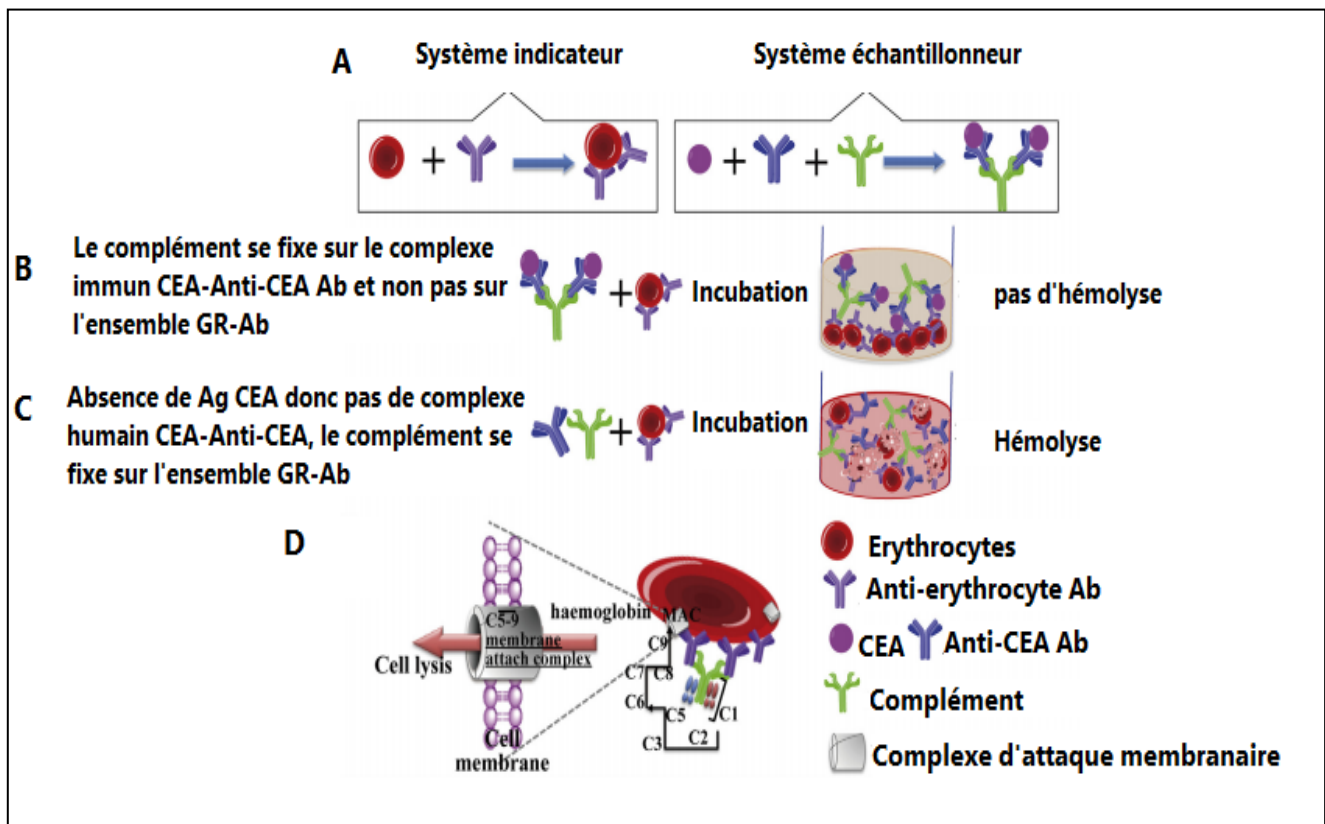 A
Système indicateur
Système échantillonneur
+
+ +
B
Le complément se fixe sur le complexe
immun CEA-Anti-CEA Ab et non pas sur
l'ensemble GR-Ab
+
Incubation
pas d'hémolyse
C
Absence de Ag CEA donc pas de complexe
humain CEA-Anti-CEA, le complément se
fixe sur l'ensemble GR-Ab
+
Incubation
Hémolyse
D
C5-9
membrane
attach complex
Cell lysis
Cell
membrane
haemoglobin
MAC
C9
C8
C7
C6
C5
C1
C2
C3
Erythrocytes
Anti-erythrocyte Ab
CEA
Anti-CEA Ab
Complément
Complexe d'attaque membranaire